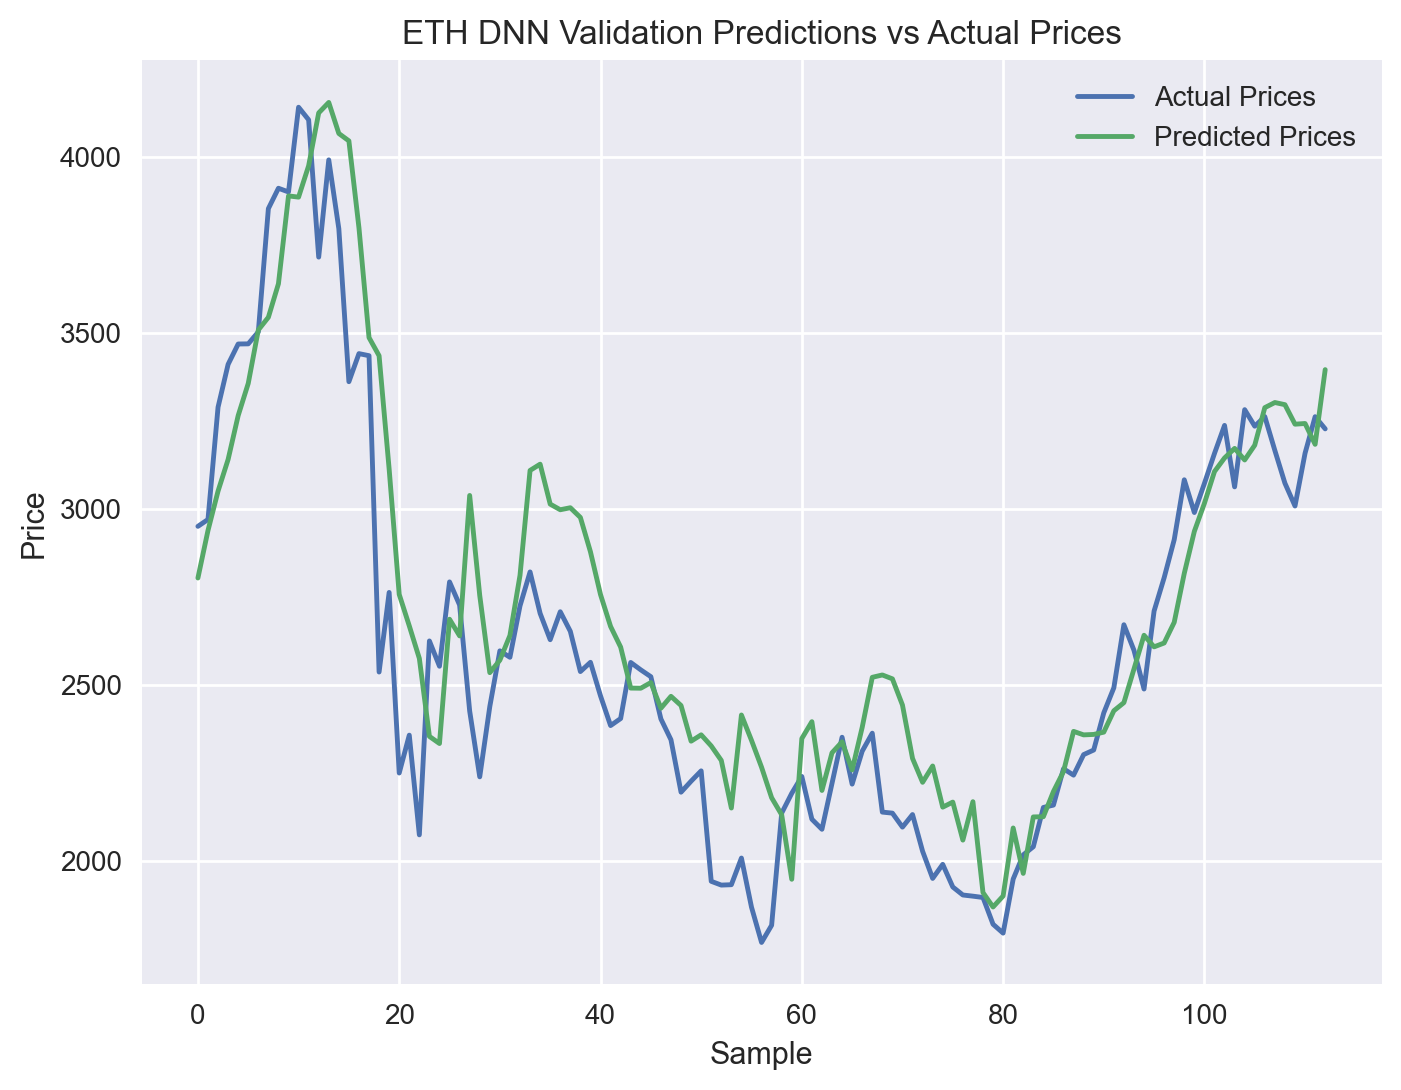 ETH DNN Validation Predictions vs Actual Prices
Actual Prices
Predicted Prices
4000
3500
3000
2500
2000
Price
0 20 40 60 80 100
Sample